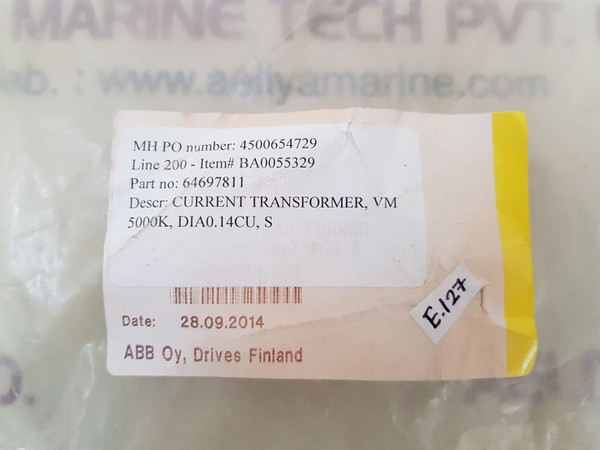 MARINE TECH PVT.
eb. : www.aeliyamarine.com
MH PO number: 4500654729
Line 200 - Item# BA0055329
Part no: 64697811
Descr: CURRENT TRANSFORMER, VM
5000K, DIA0.14CU, S
E.127
Date: 28.09.2014
ABB Oy, Drives Finland